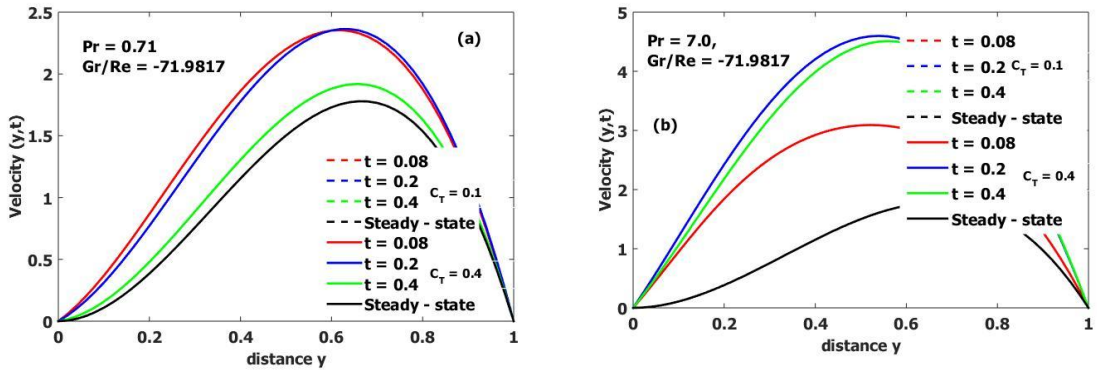 (a)
Pr = 0.71
Gr/Re = -71.9817
Velocity (y,t)
2.5
2
1.5
1
0.5
0
t = 0.08
t = 0.2
t = 0.4
C_T = 0.1
Steady - state
t = 0.08
t = 0.2
t = 0.4
C_T = 0.4
Steady - state
0 0.2 0.4 0.6 0.8 1
distance y
Pr = 7.0,
Gr/Re = -71.9817
(b)
Velocity (y,t)
5
4
3
2
1
0
t = 0.08
t = 0.2
C_T = 0.1
t = 0.4
Steady - state
t = 0.08
t = 0.2
C_T = 0.4
t = 0.4
Steady - state
0 0.2 0.4 0.6 0.8 1
distance y